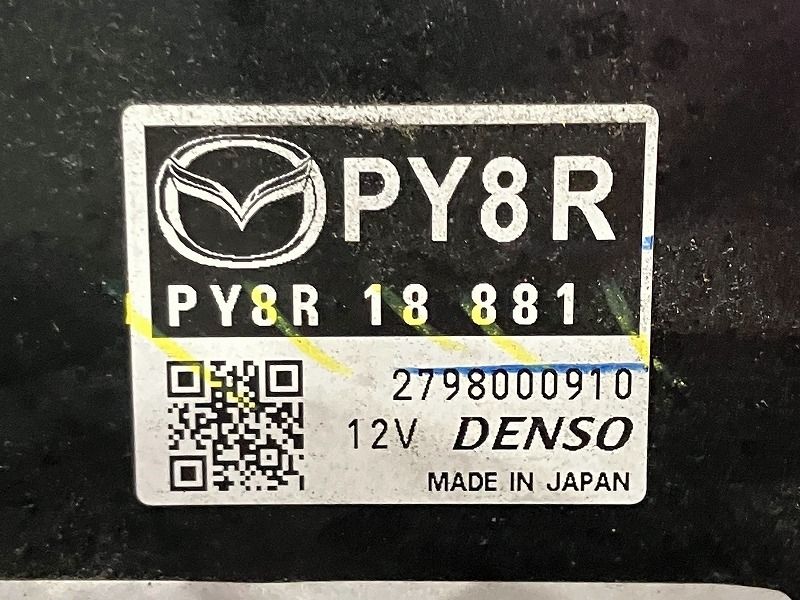 PY8R
PY8R 18 881
2798000910
12V DENSO
MADE IN JAPAN